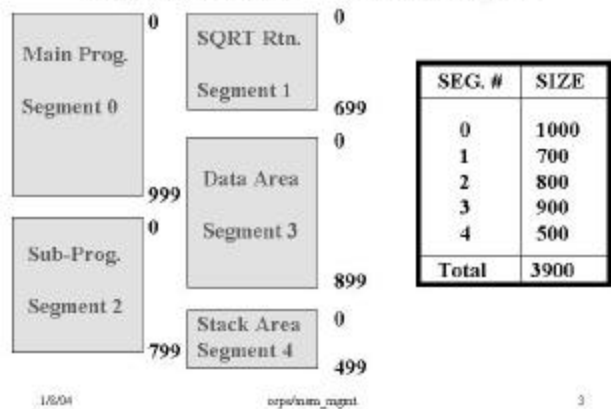 0
Main Prog.
Segment 0
999
0
SQRT Rtn.
Segment 1
699
0
Sub-Prog.
Segment 2
799
0
Data Area
Segment 3
899
0
Stack Area
Segment 4
499
SEG. # SIZE
0 1000
1 700
2 800
3 900
4 500
Total 3900
1/8/04 3